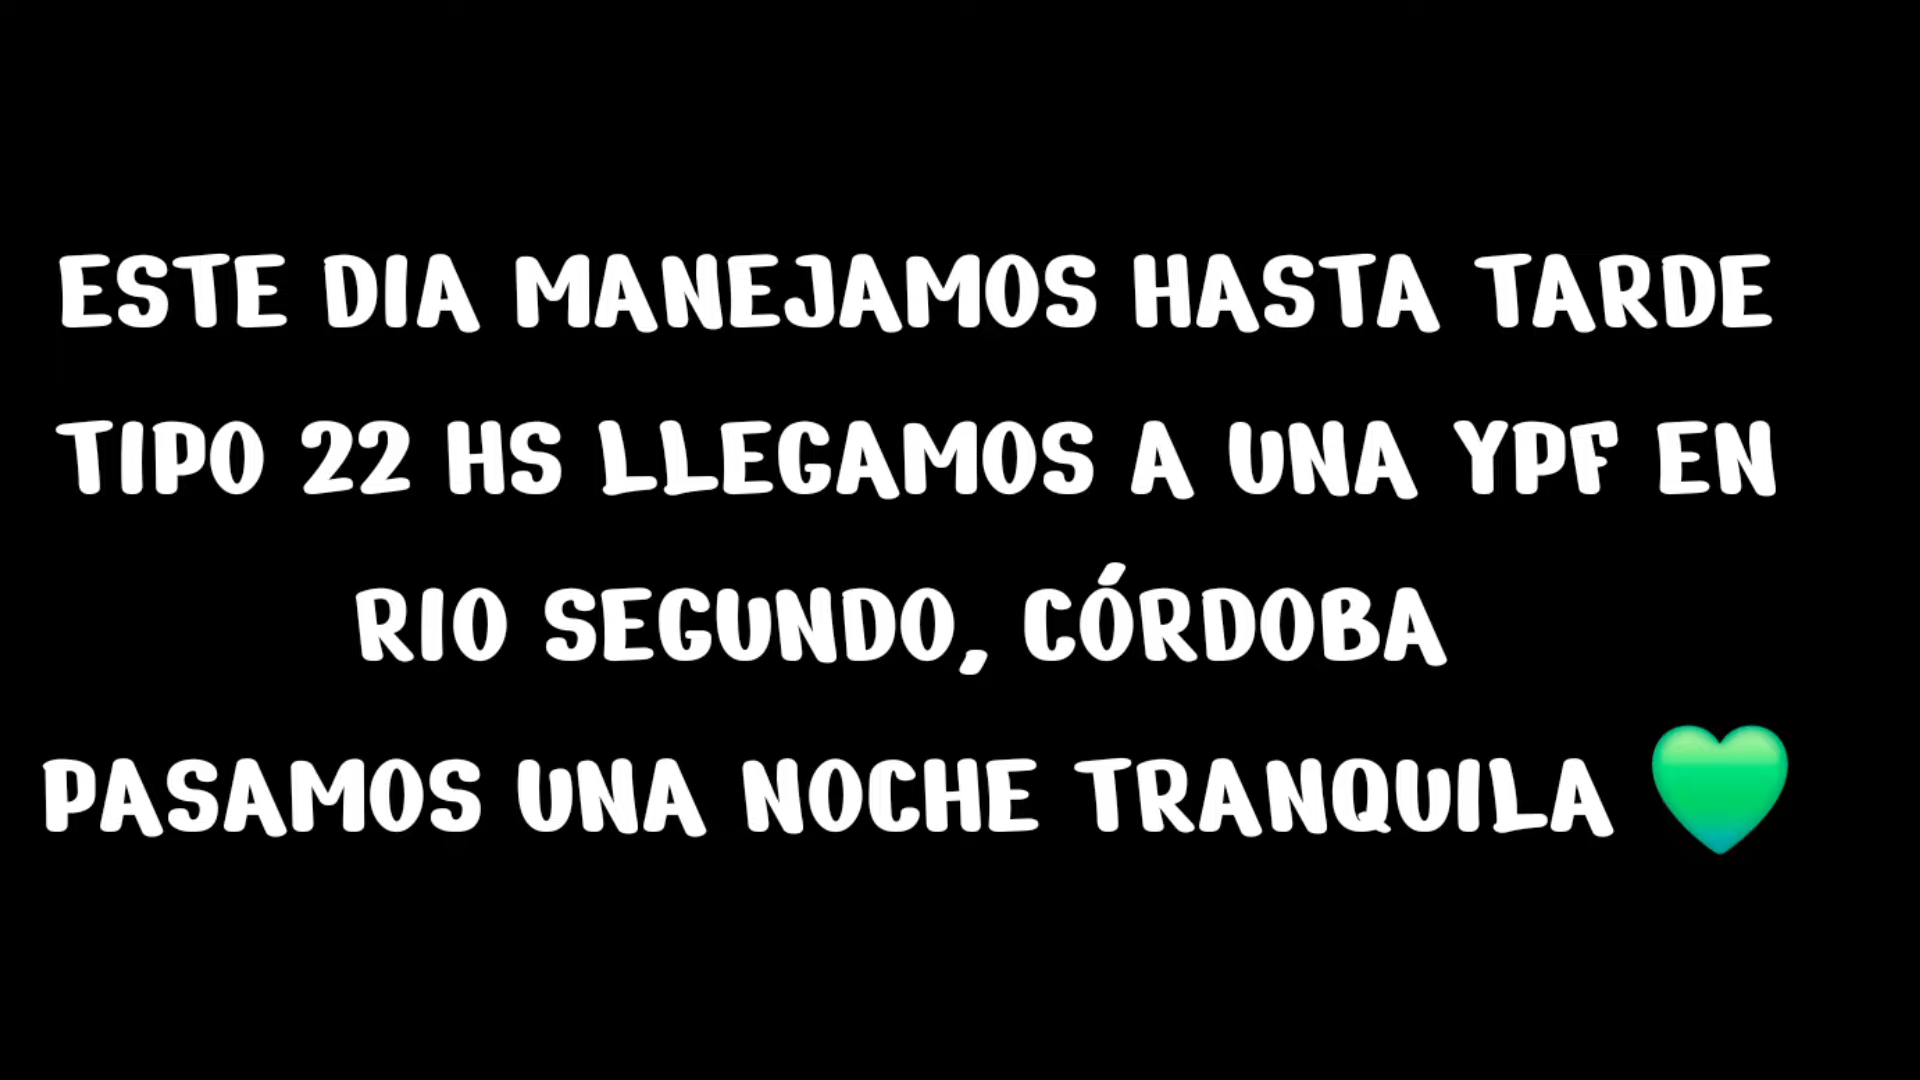 ESTE DIA MANEJAMOS HASTA TARDE
TIPO 22 HS LLEGAMOS A UNA YPF EN
RIO SEGUNDO, CÓRDOBA
PASAMOS UNA NOCHE TRANQUILA 💚